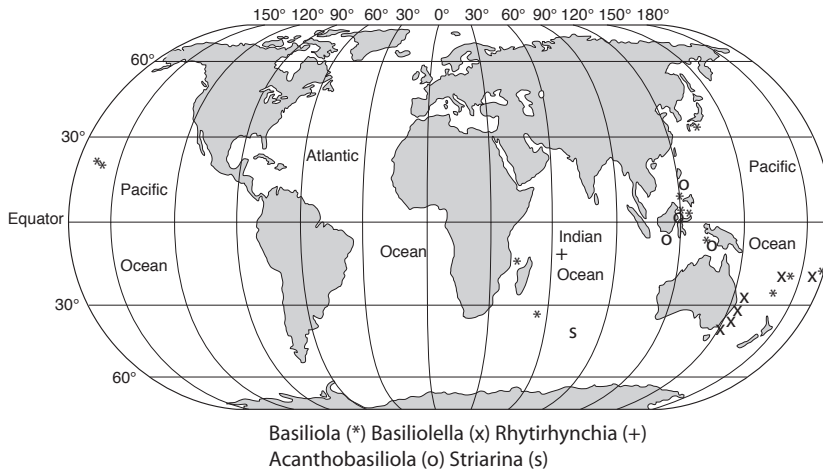 150° 120° 90° 60° 30° 0° 30° 60° 90° 120° 150° 180°
60°
30°
Atlantic
Pacific
Pacific
Equator
Ocean
Indian
Ocean
Ocean
+
Ocean
30°
60°
Basiliola (*) Basiliolella (x) Rhytirhynchia (+)
Acanthobasiliola (o) Striarina (s)